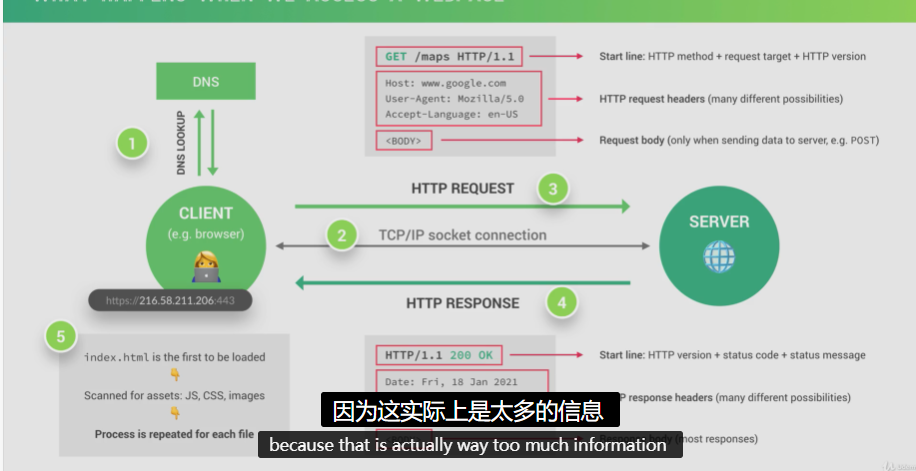 DNS
1
DNS LOOKUP
CLIENT
(e.g. browser)
https://216.58.211.206:443
GET /maps HTTP/1.1
Start line: HTTP method + request target + HTTP version
Host: www.google.com
User-Agent: Mozilla/5.0
Accept-Language: en-US
HTTP request headers (many different possibilities)
<BODY>
Request body (only when sending data to server, e.g. POST)
HTTP REQUEST
3
2
TCP/IP socket connection
SERVER
HTTP RESPONSE
4
5
index.html is the first to be loaded
Scanned for assets: JS, CSS, images
Process is repeated for each file
HTTP/1.1 200 OK
Start line: HTTP version + status code + status message
Date: Fri, 18 Jan 2021
response headers (many different possibilities)
(most responses)
因为这实际上是太多的信息
because that is actually way too much information